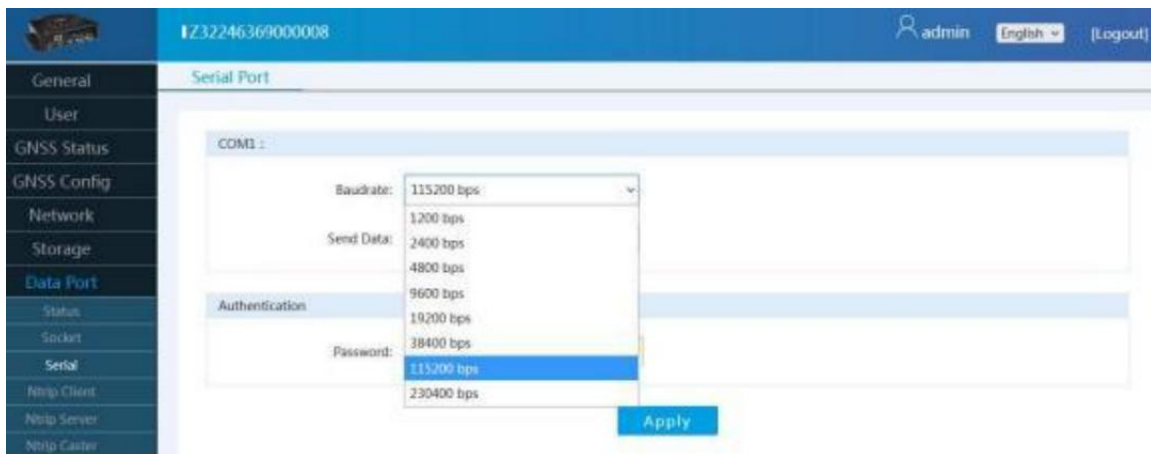 IZ32246369000008
admin
English
[Logout]
General
User
GNSS Status
GNSS Config
Network
Storage
Data Port
Status
Socket
Serial
Ntrip Client
Ntrip Server
Ntrip Caster
Serial Port
COM1 :
Baudrate: 115200 bps
1200 bps
Send Data: 2400 bps
4800 bps
9600 bps
Authentication
19200 bps
Password: 38400 bps
115200 bps
230400 bps
Apply